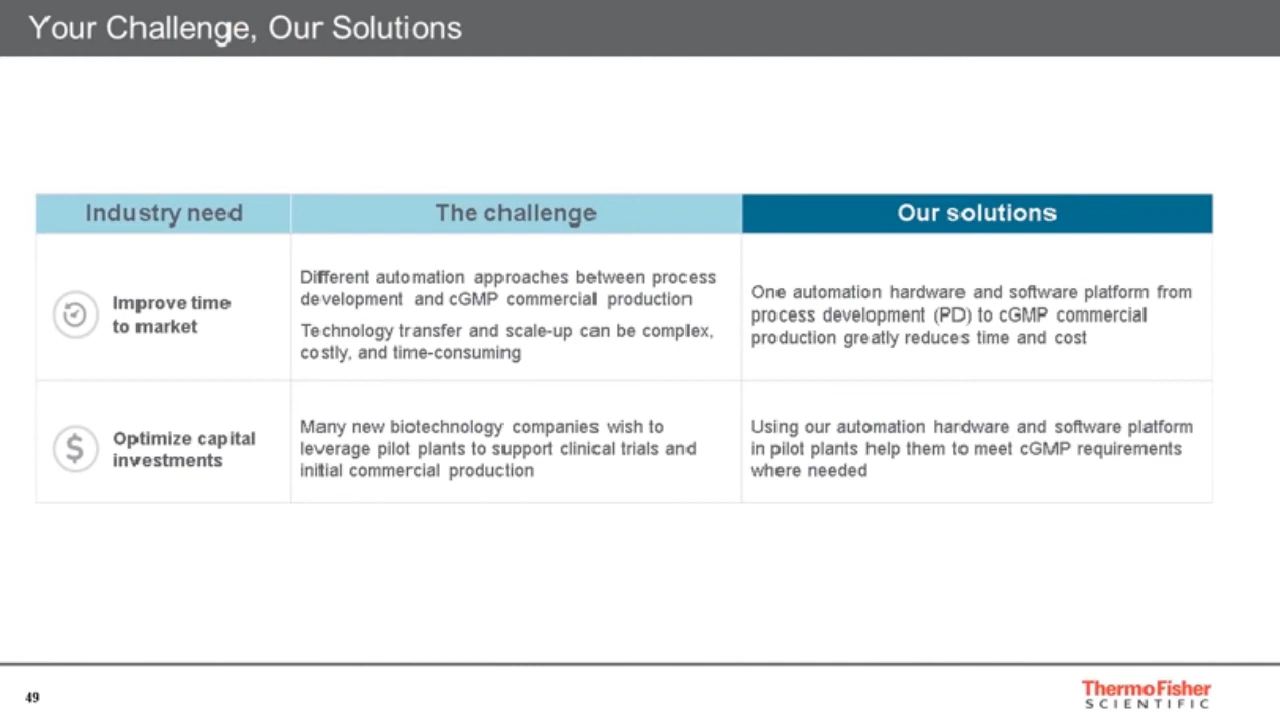 Your Challenge, Our Solutions
Industry need
The challenge
Our solutions
Improve time
to market
Different automation approaches between process
development and cGMP commercial production
Technology transfer and scale-up can be complex,
costly, and time-consuming
One automation hardware and software platform from
process development (PD) to cGMP commercial
production greatly reduces time and cost
$
Optimize capital
investments
Many new biotechnology companies wish to
leverage pilot plants to support clinical trials and
initial commercial production
Using our automation hardware and software platform
in pilot plants help them to meet cGMP requirements
where needed
49
ThermoFisher
SCIENTIFIC